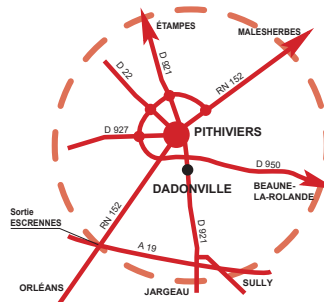 ÉTAMPES
MALESHERBES
D 921
D 22
RN 152
D 927
PITHIVIERS
D 950
DADONVILLE
BEAUNE-
LA-ROLANDE
Sortie
ESCRENNES
RN 152
D 921
A 19
ORLÉANS
JARGEAU
SULLY